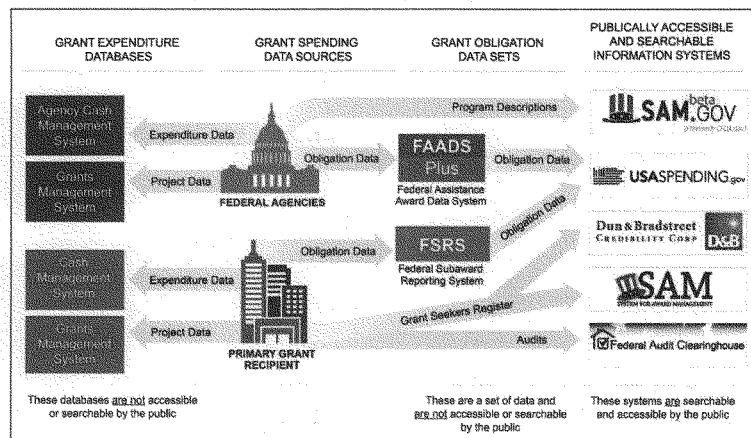 GRANT EXPENDITURE
DATABASES
GRANT SPENDING
DATA SOURCES
GRANT OBLIGATION
DATA SETS
PUBLICALLY ACCESSIBLE
AND SEARCHABLE
INFORMATION SYSTEMS
Agency Cash
Management
System
Grants
Management
System
Cash
Management
System
Grants
Management
System
Expenditure Data
Project Data
Expenditure Data
Project Data
FEDERAL AGENCIES
PRIMARY GRANT
RECIPIENT
Program Descriptions
Obligation Data
FAADS
Plus
Federal Assistance
Award Data System
Obligation Data
Obligation Data
FSRS
Federal Subaward
Reporting System
Obligation Data
Grant Seekers Register
Audits
beta
SAM.GOV
USASPENDING.gov
Dun & Bradstreet
CREDIBILITY CORP
D&B
SAM
SYSTEM FOR AWARD MANAGEMENT
Federal Audit Clearinghouse
These databases are not accessible
or searchable by the public
These are a set of data and
are not accessible or searchable
by the public
These systems are searchable
and accessible by the public